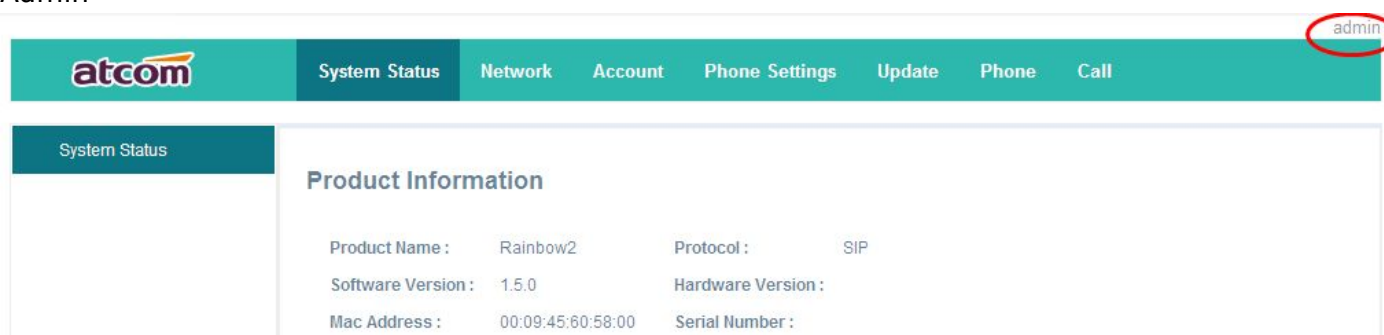 Admin
admin
atcom System Status Network Account Phone Settings Update Phone Call
System Status
Product Information
Product Name : Rainbow2 Protocol : SIP
Software Version : 1.5.0 Hardware Version :
Mac Address : 00:09:45:60:58:00 Serial Number :